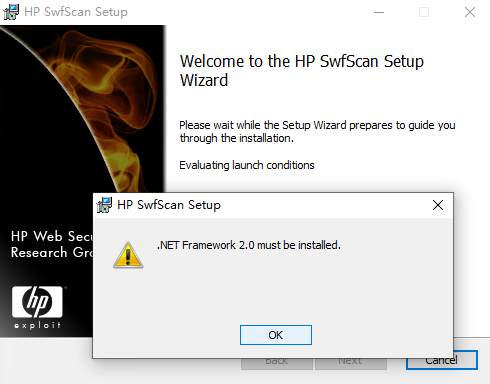 HP SwfScan Setup
Welcome to the HP SwfScan Setup
Wizard
Please wait while the Setup Wizard prepares to guide you
through the installation.
Evaluating launch conditions
HP SwfScan Setup
.NET Framework 2.0 must be installed.
OK
HP Web Secu
Research Gro
hp
exploit
Back
Next
Cancel